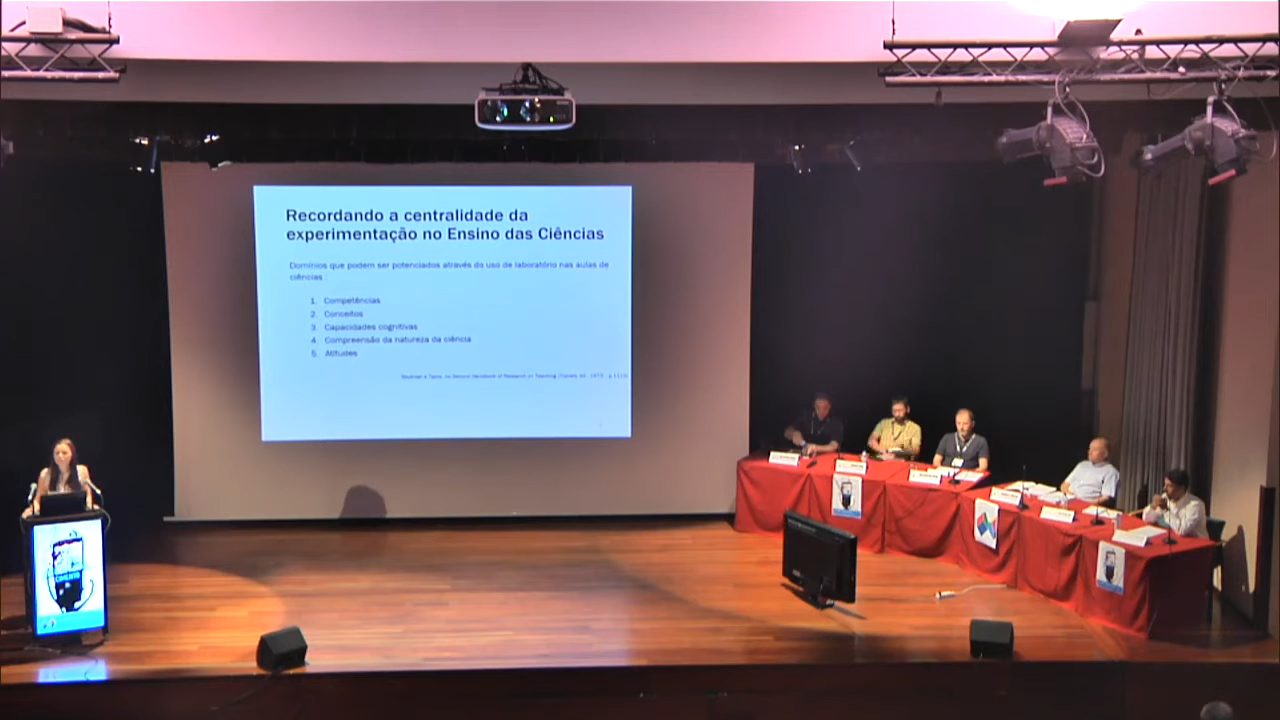 Recordando a centralidade da
experimentação no Ensino das Ciências
Domínios que podem ser potenciados através do uso de laboratório nas aulas de
ciências :
1. Competências
2. Conceitos
3. Capacidades cognitivas
4. Compreensão da natureza da ciência
5. Atitudes